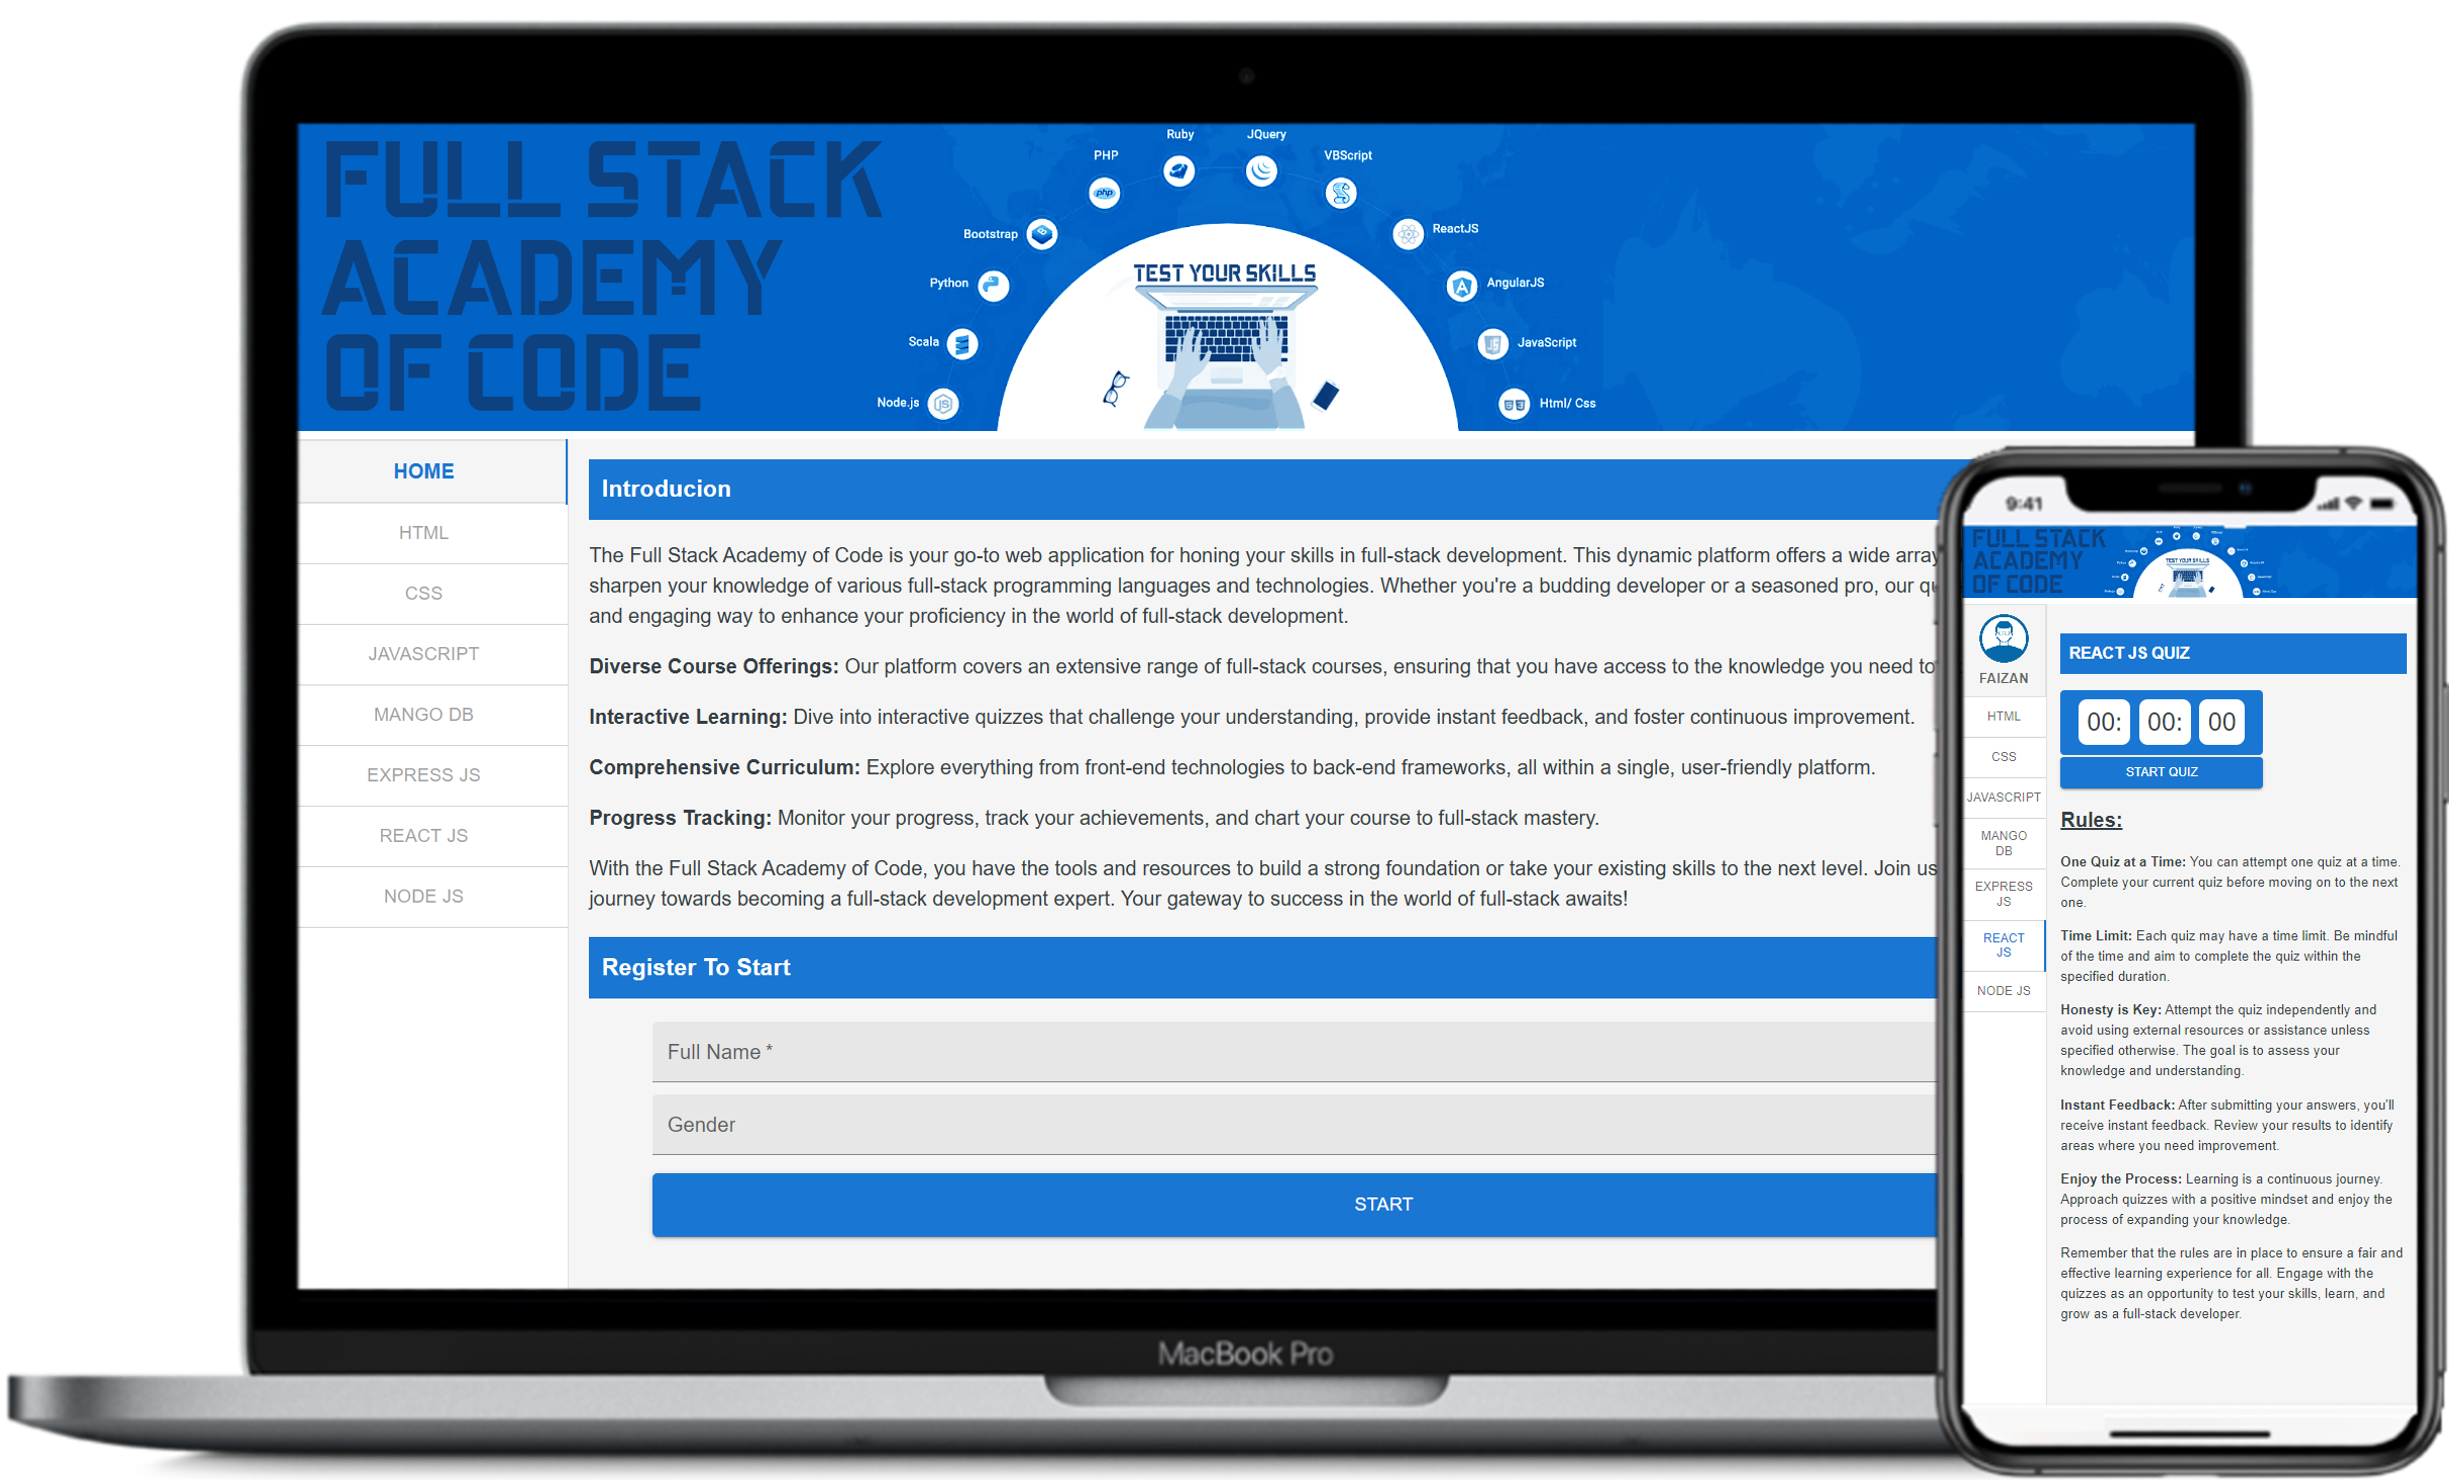 FULL STACK
ACADEMY
OF CODE
Ruby
JQuery
PHP
VBScript
Bootstrap
ReactJS
Python
AngularJS
Scala
JavaScript
Node.js
Html/ Css
TEST YOUR SKILLS
HOME
HTML
CSS
JAVASCRIPT
MANGO DB
EXPRESS JS
REACT JS
NODE JS
Introducion
The Full Stack Academy of Code is your go-to web application for honing your skills in full-stack development. This dynamic platform offers a wide array
sharpen your knowledge of various full-stack programming languages and technologies. Whether you're a budding developer or a seasoned pro, our
and engaging way to enhance your proficiency in the world of full-stack development.
Diverse Course Offerings: Our platform covers an extensive range of full-stack courses, ensuring that you have access to the knowledge you need to
Interactive Learning: Dive into interactive quizzes that challenge your understanding, provide instant feedback, and foster continuous improvement.
Comprehensive Curriculum: Explore everything from front-end technologies to back-end frameworks, all within a single, user-friendly platform.
Progress Tracking: Monitor your progress, track your achievements, and chart your course to full-stack mastery.
With the Full Stack Academy of Code, you have the tools and resources to build a strong foundation or take your existing skills to the next level. Join us
journey towards becoming a full-stack development expert. Your gateway to success in the world of full-stack awaits!
Register To Start
Full Name *
Gender
START
MacBook Pro
9:41
FULL STACK
ACADEMY
OF CODE
TEST YOUR SKILLS
FAIZAN
HTML
CSS
JAVASCRIPT
MANGO
DB
EXPRESS
JS
REACT
JS
NODE JS
REACT JS QUIZ
00: 00: 00
START QUIZ
Rules:
One Quiz at a Time: You can attempt one quiz at a time.
Complete your current quiz before moving on to the next
one.
Time Limit: Each quiz may have a time limit. Be mindful
of the time and aim to complete the quiz within the
specified duration.
Honesty is Key: Attempt the quiz independently and
avoid using external resources or assistance unless
specified otherwise. The goal is to assess your
knowledge and understanding.
Instant Feedback: After submitting your answers, you'll
receive instant feedback. Review your results to identify
areas where you need improvement.
Enjoy the Process: Learning is a continuous journey.
Approach quizzes with a positive mindset and enjoy the
process of expanding your knowledge.
Remember that the rules are in place to ensure a fair and
effective learning experience for all. Engage with the
quizzes as an opportunity to test your skills, learn, and
grow as a full-stack developer.